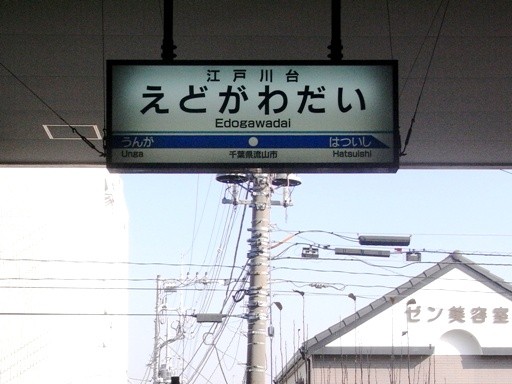 江戸川台
えどがわだい
Edogawadai
うんが はついし
Unga 千葉県流山市 Hatsuishi
ゼン美容室